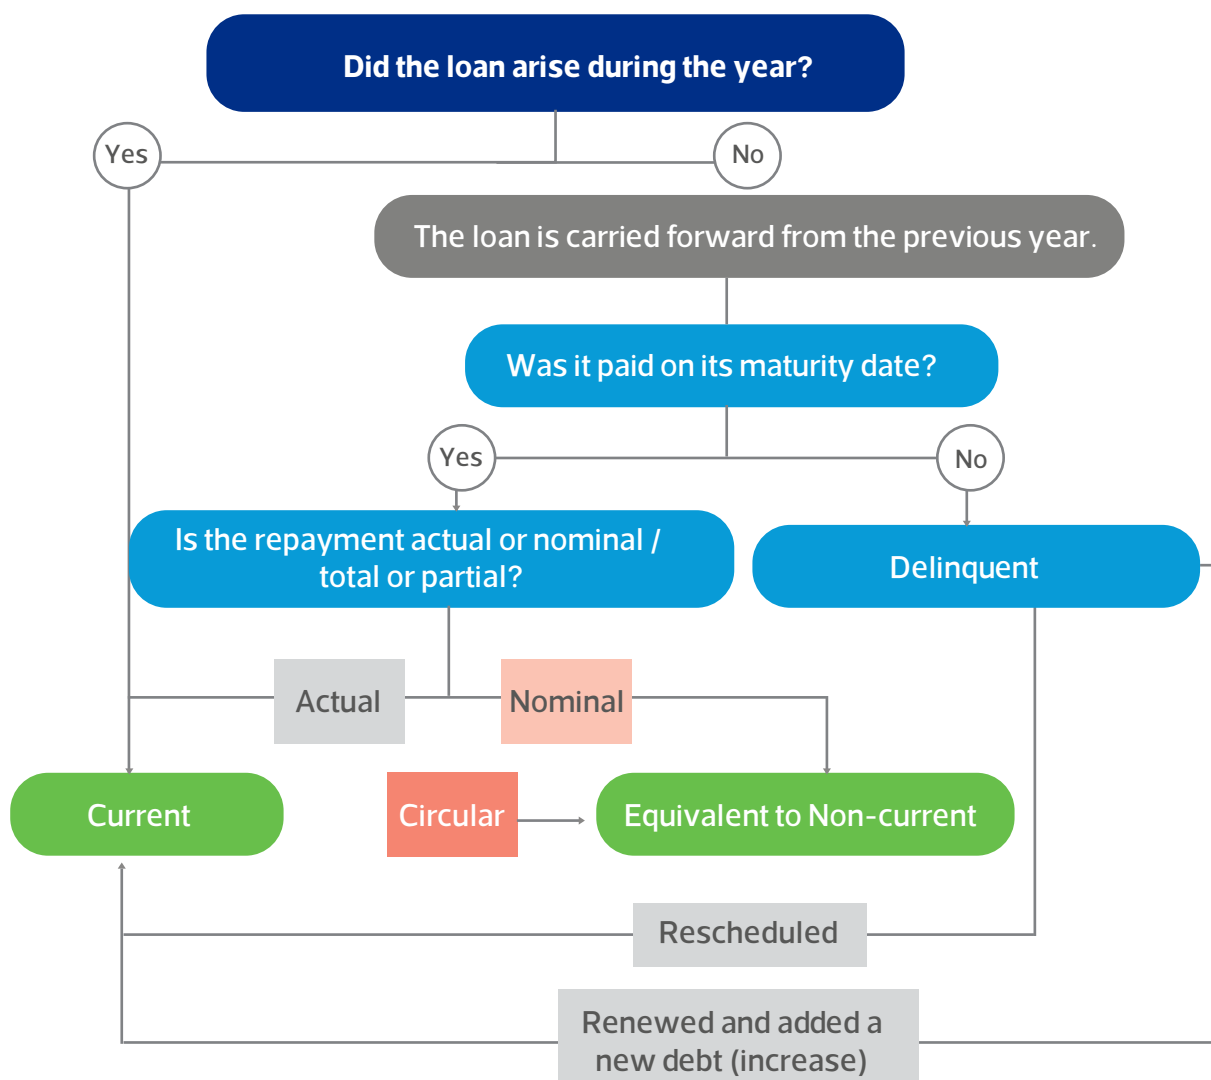 Did the loan arise during the year?
Yes
No
The loan is carried forward from the previous year.
Was it paid on its maturity date?
Yes
No
Is the repayment actual or nominal /
total or partial?
Delinquent
Actual
Nominal
Current
Circular
Equivalent to Non-current
Rescheduled
Renewed and added a
new debt (increase)